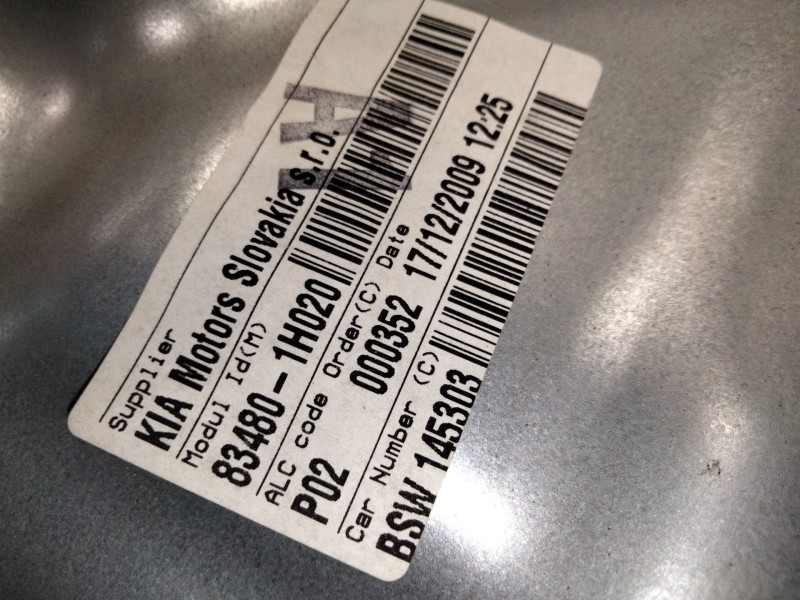 Supplier
KIA Motors Slovakia s.r.o.
Modul Id(M)
83480-1H020
ALC code Order(C) Date
P02 000352 17/12/2009 12:25
Car Number (C)
BSW 145303